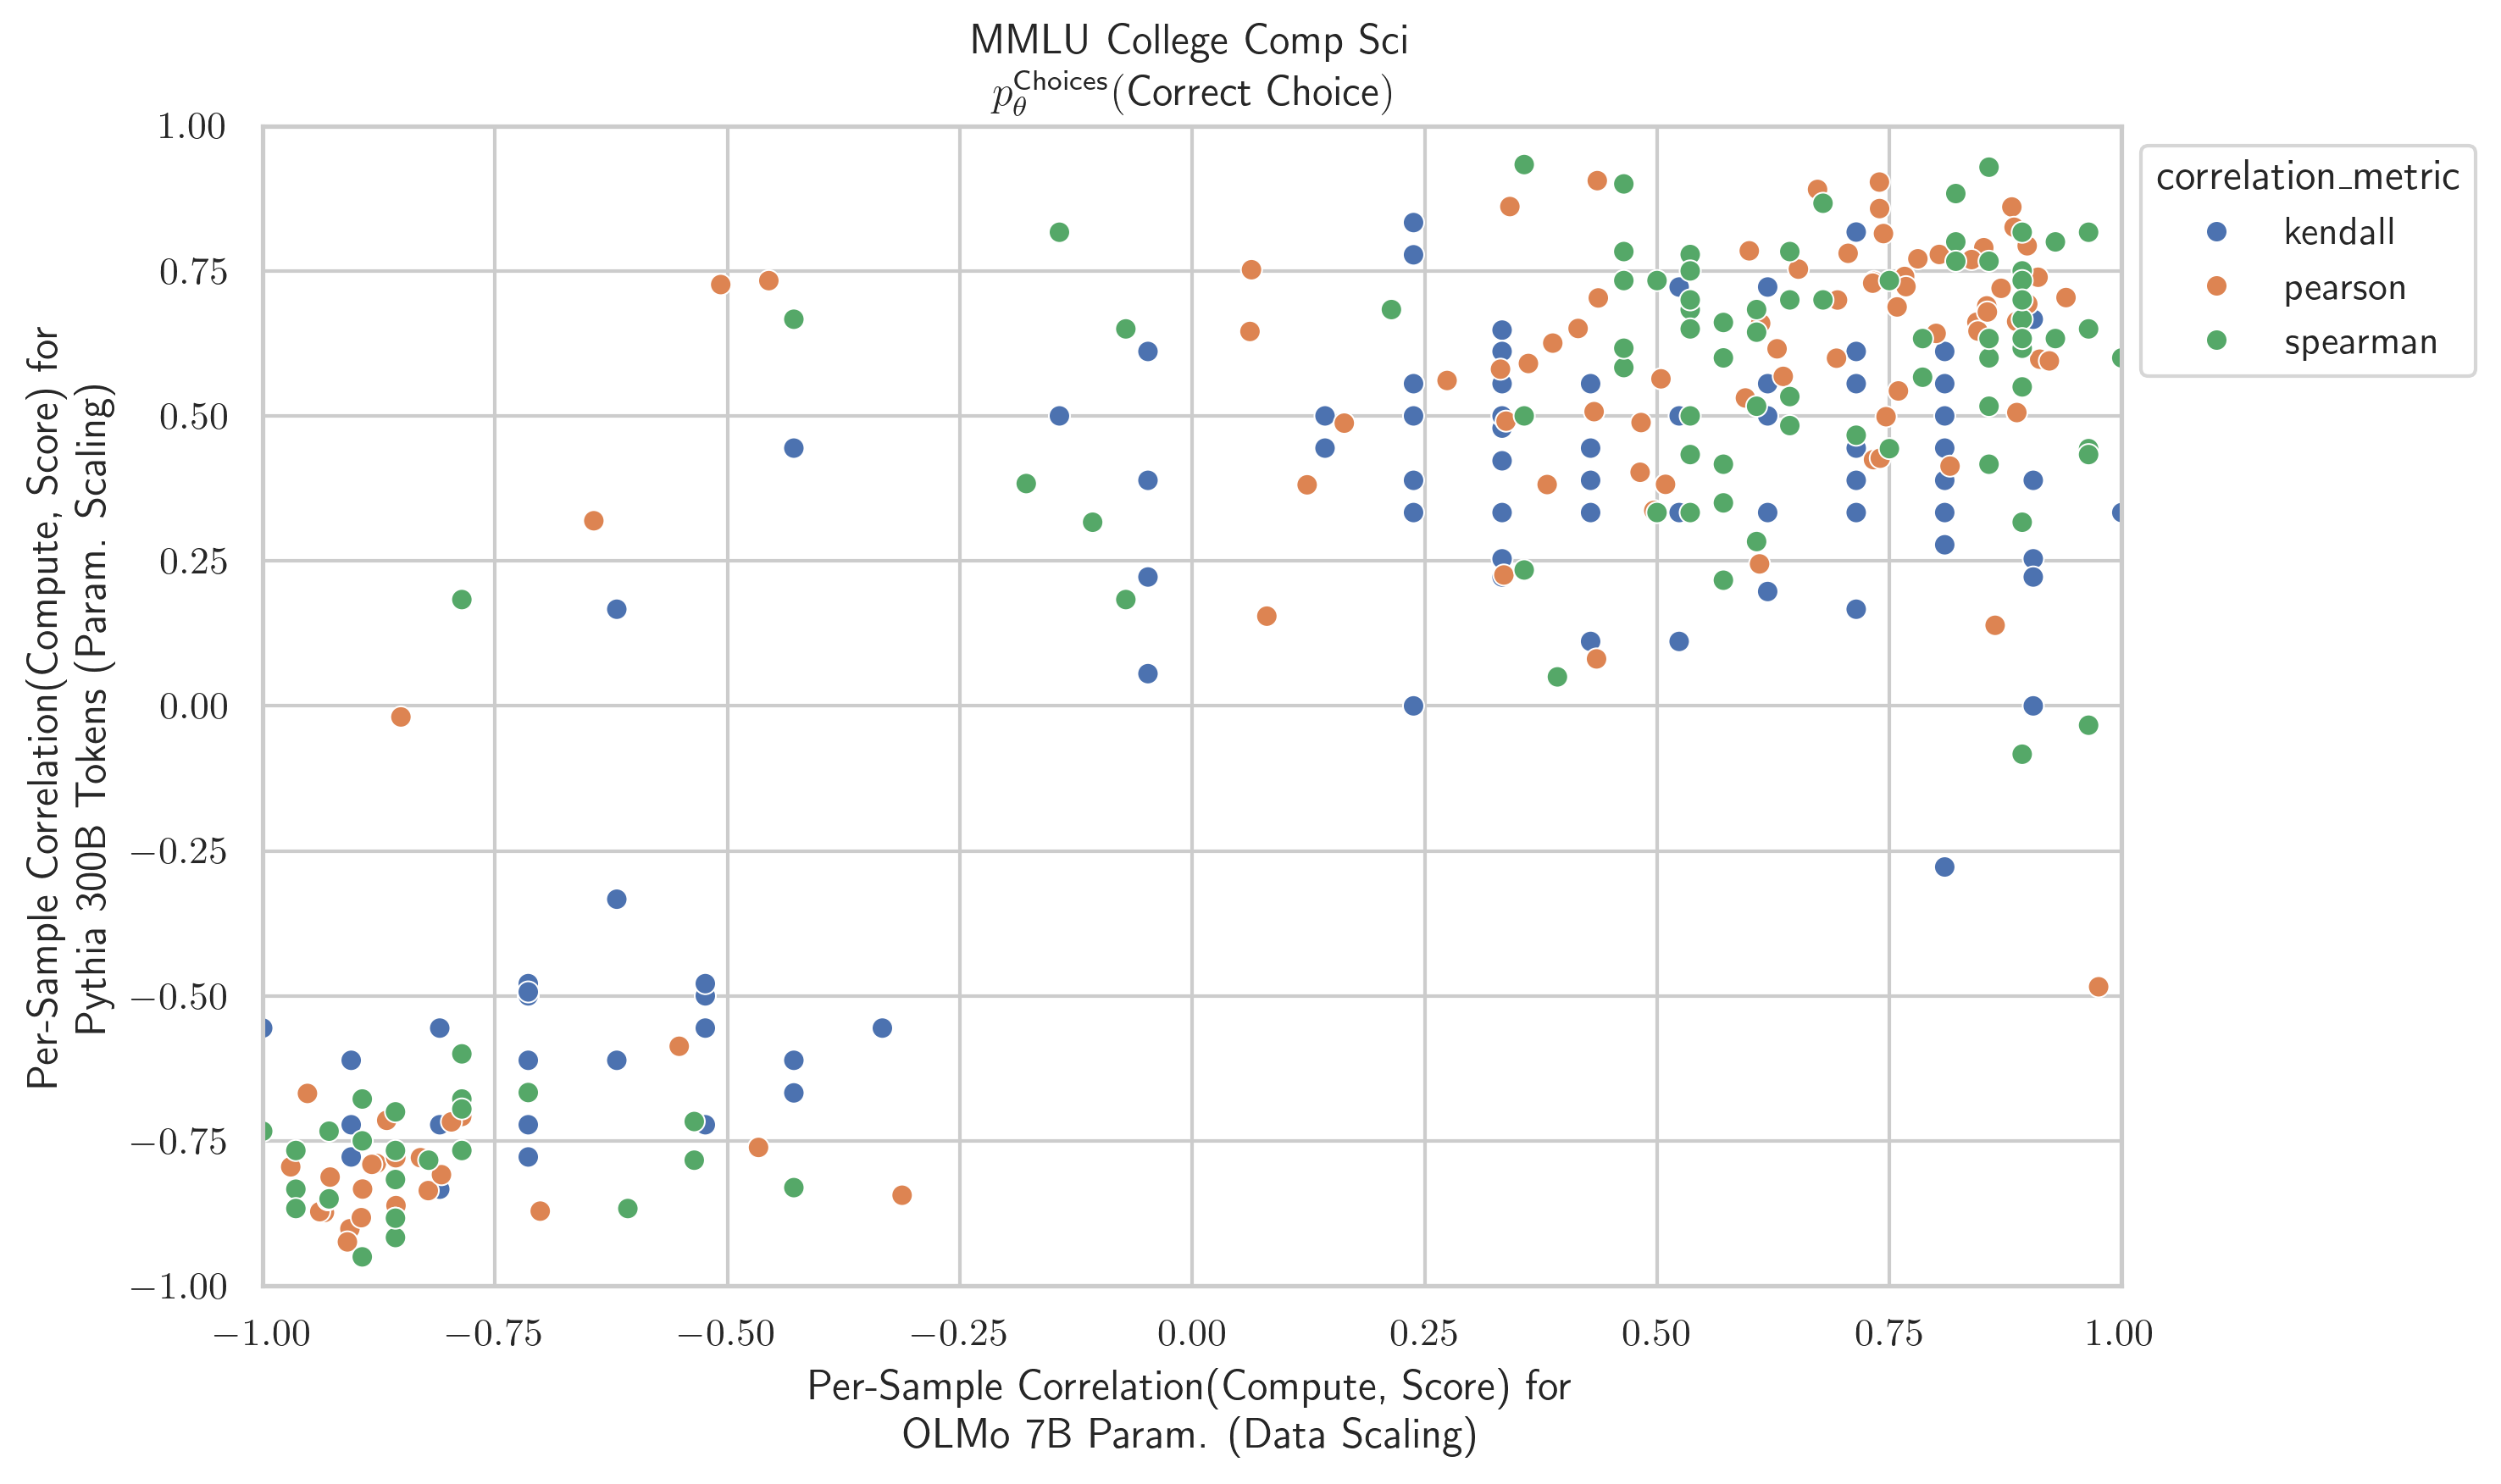 MMLU College Comp Sci
p_θ^Choices(Correct Choice)
1.00
0.75
0.50
0.25
0.00
−0.25
−0.50
−0.75
−1.00
Per-Sample Correlation(Compute, Score) for
Pythia 300B Tokens (Param. Scaling)
correlation_metric
kendall
pearson
spearman
−1.00 −0.75 −0.50 −0.25 0.00 0.25 0.50 0.75 1.00
Per-Sample Correlation(Compute, Score) for
OLMo 7B Param. (Data Scaling)